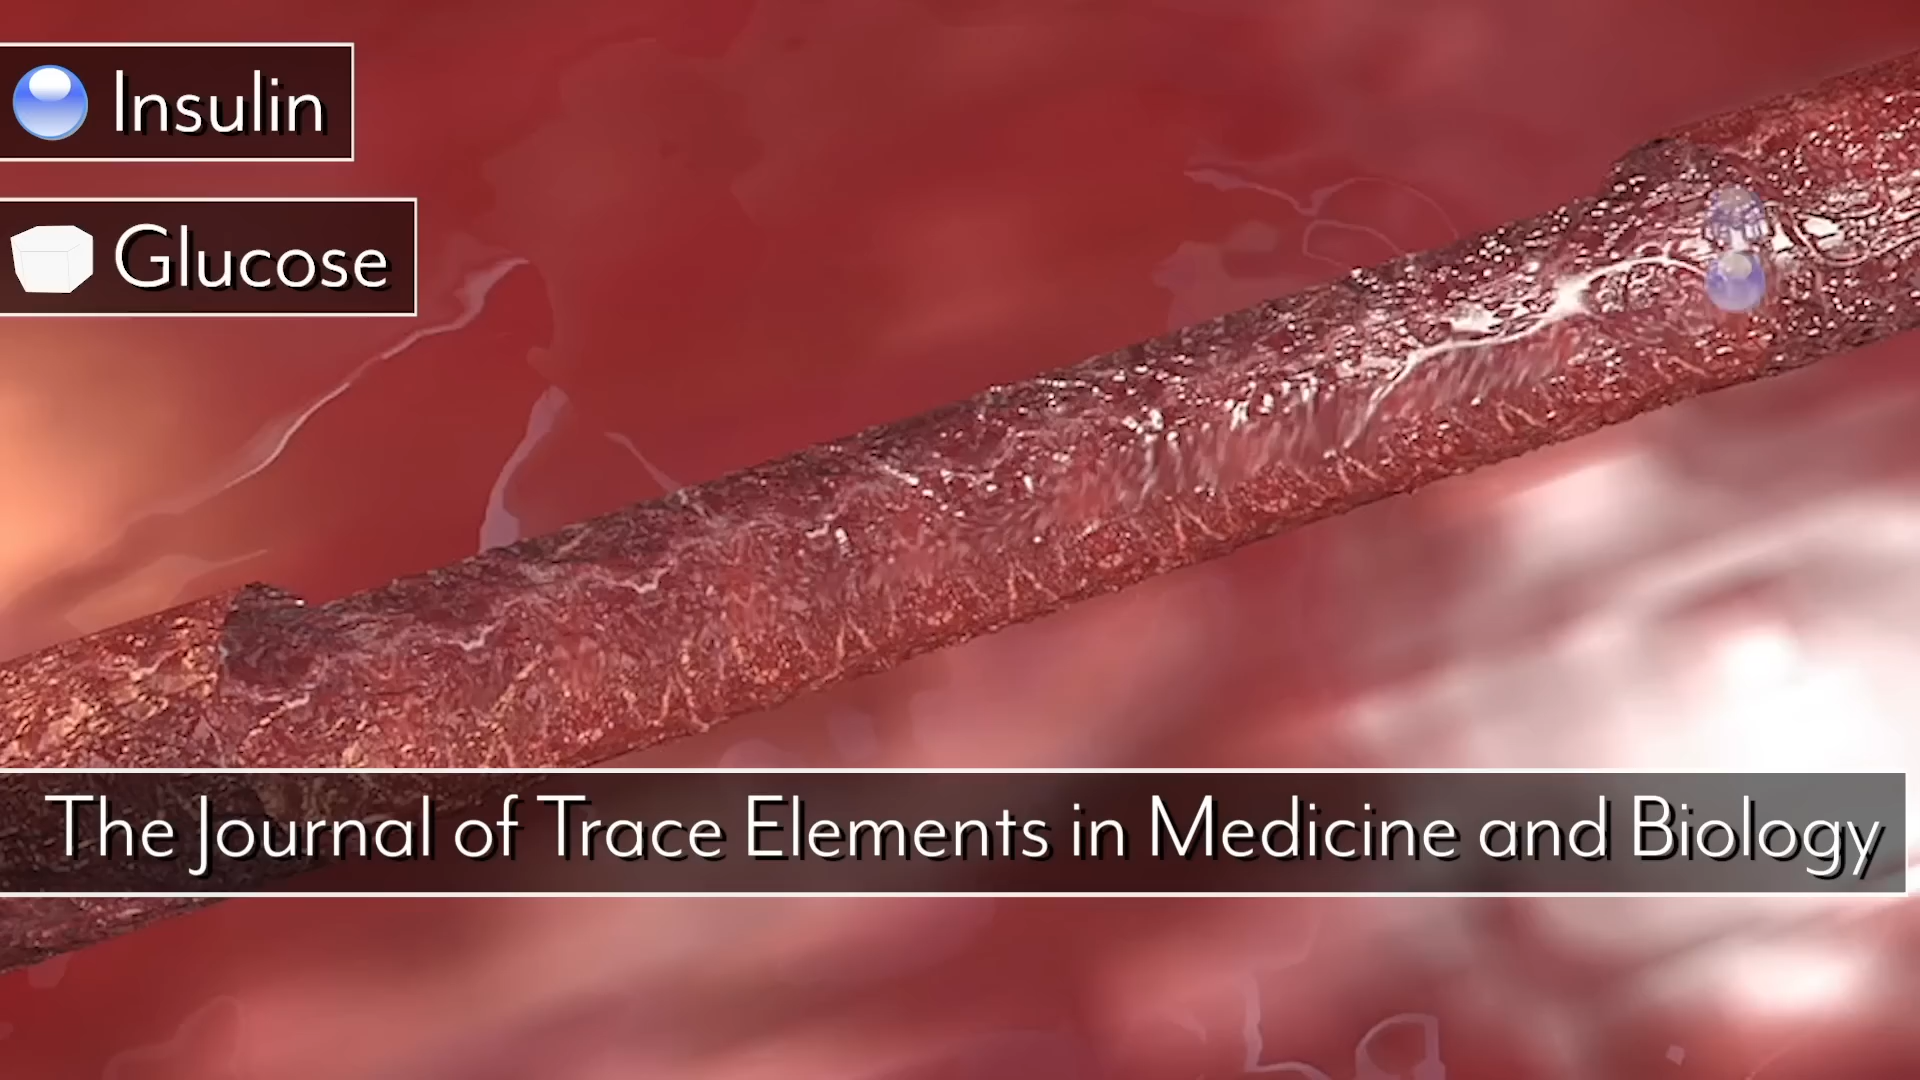 Insulin
Glucose
The Journal of Trace Elements in Medicine and Biology